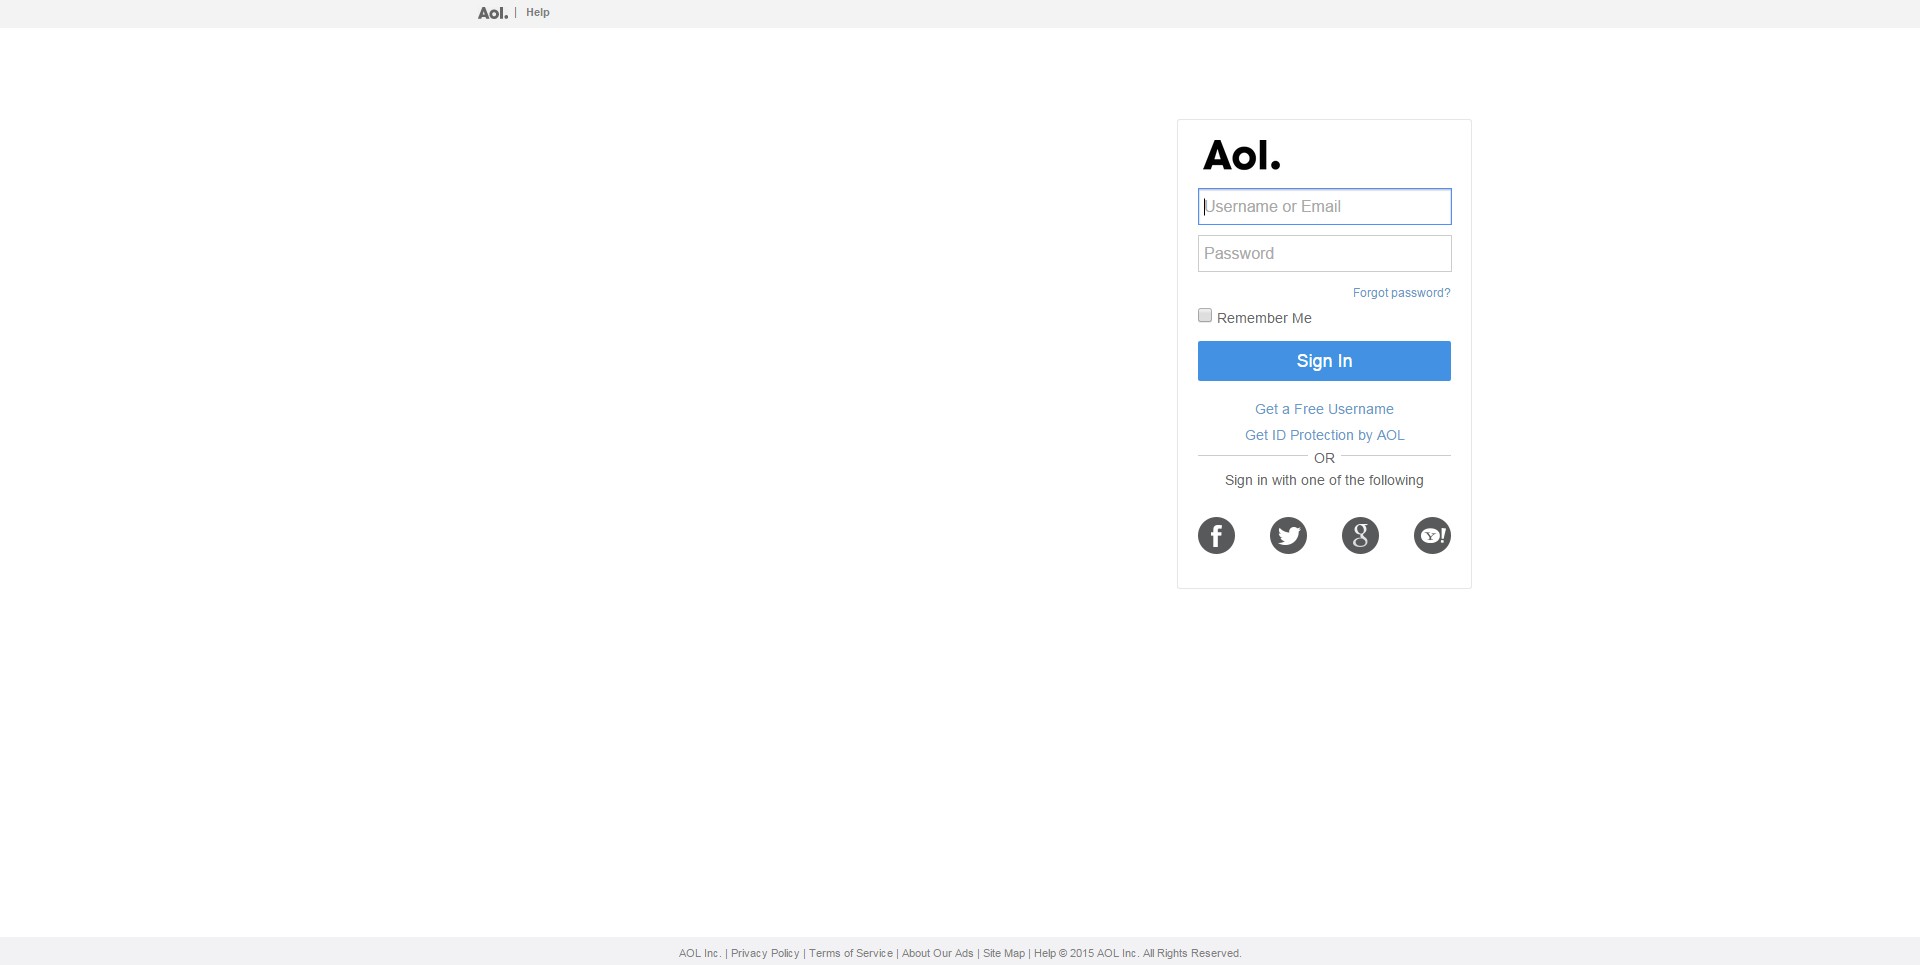 Aol. | Help
Aol.
Username or Email
Password
Forgot password?
Remember Me
Sign In
Get a Free Username
Get ID Protection by AOL
OR
Sign in with one of the following
f g Y!
AOL Inc. | Privacy Policy | Terms of Service | About Our Ads | Site Map | Help © 2015 AOL Inc. All Rights Reserved.